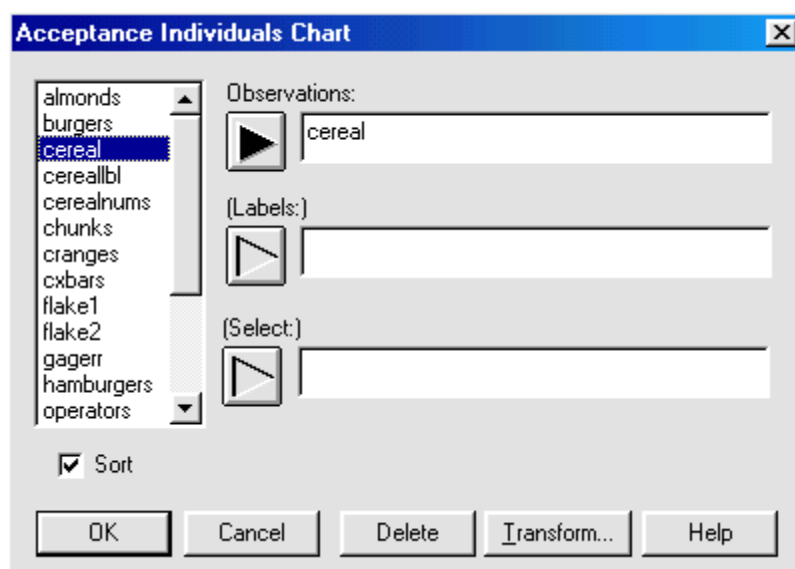 Acceptance Individuals Chart
almonds
burgers
cereal
cereallbl
cerealnums
chunks
cranges
cxbars
flake1
flake2
gagerr
hamburgers
operators
Observations:
cereal
(Labels:)
(Select:)
Sort
OK
Cancel
Delete
Transform...
Help